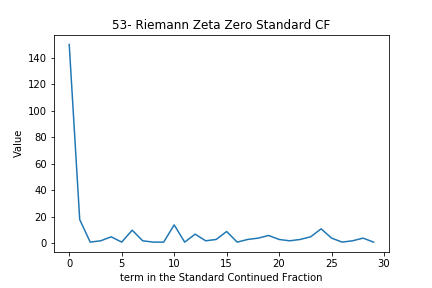 53- Riemann Zeta Zero Standard CF
Value
140
120
100
80
60
40
20
0
0 5 10 15 20 25 30
term in the Standard Continued Fraction